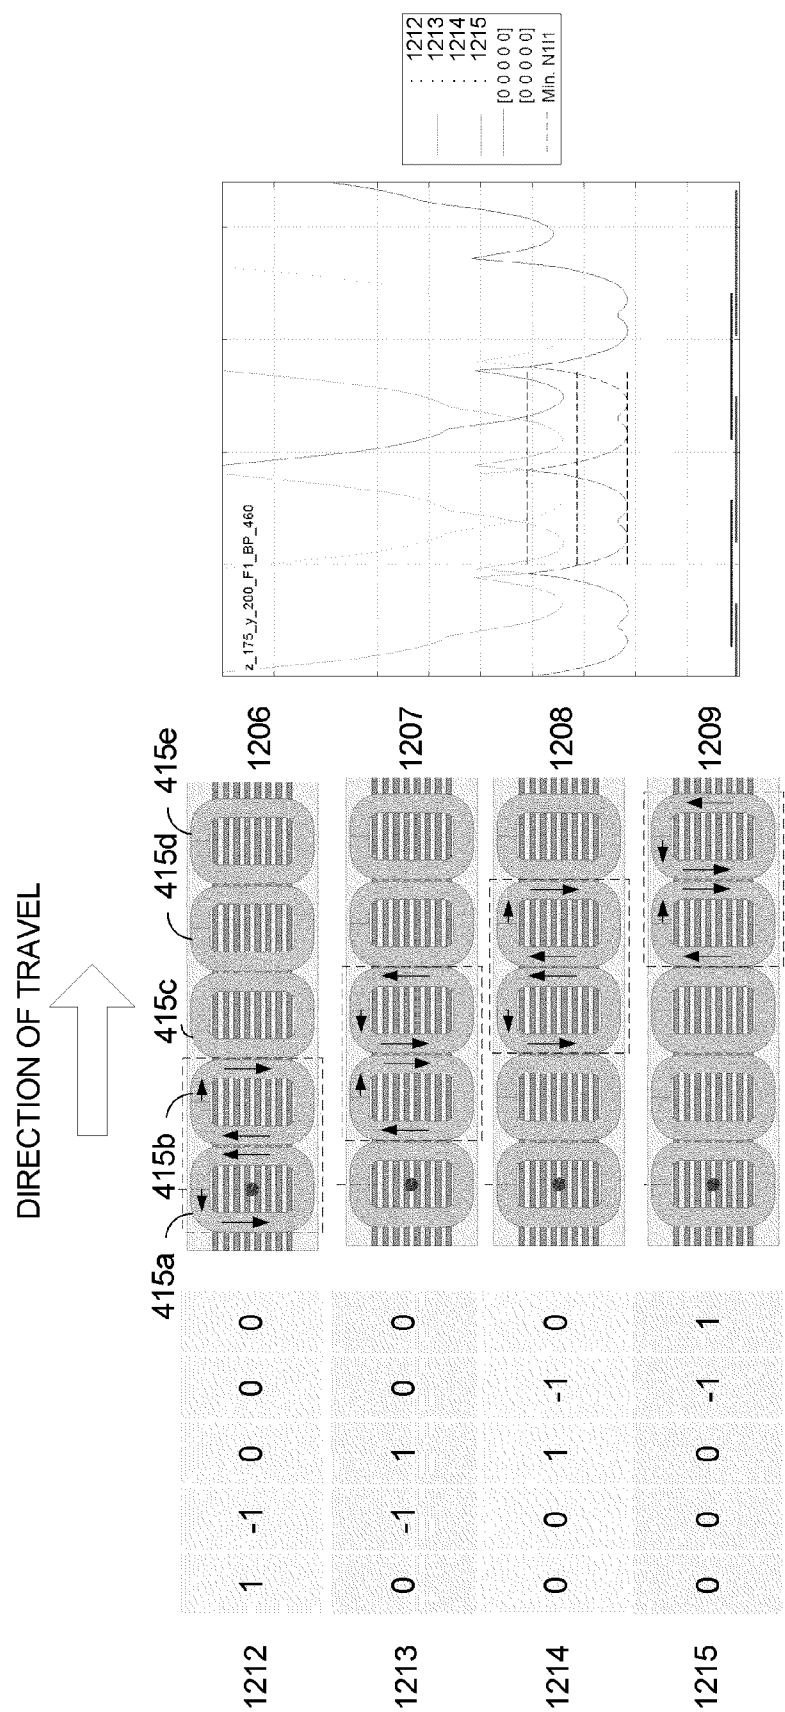 DIRECTION OF TRAVEL
415a 415b 415c 415d 415e
1212 1 -1 0 0 0 1206
1213 0 -1 1 0 0 1207
1214 0 0 1 -1 0 1208
1215 0 0 0 -1 1 1209
z_175_y_200_F1_BP_460
1212
1213
1214
1215
[0 0 0 0 0]
[0 0 0 0 0]
Min. N1I1